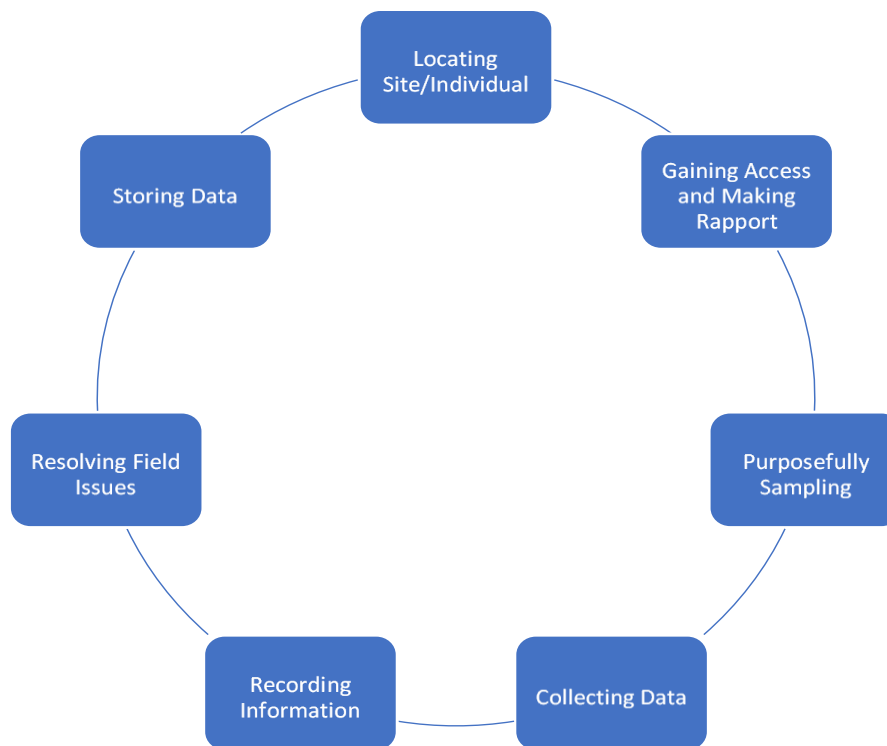 Locating
Site/Individual
Gaining Access
and Making
Rapport
Purposefully
Sampling
Collecting Data
Recording
Information
Resolving Field
Issues
Storing Data